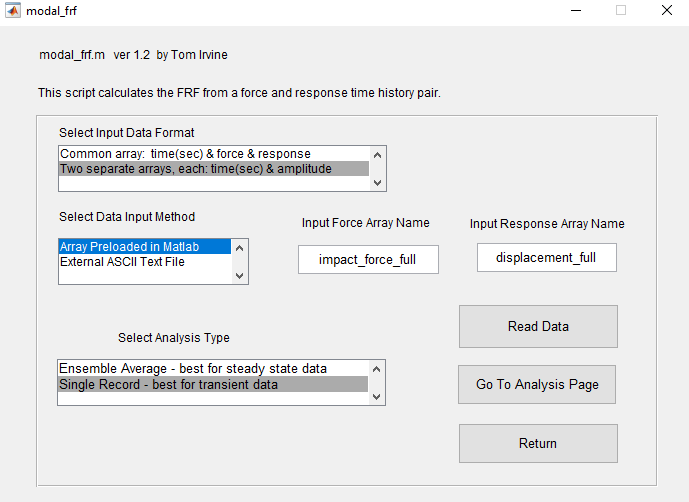 modal_frf
modal_frf.m ver 1.2 by Tom Irvine
This script calculates the FRF from a force and response time history pair.
Select Input Data Format
Common array: time(sec) & force & response
Two separate arrays, each: time(sec) & amplitude
Select Data Input Method
Input Force Array Name
Input Response Array Name
Array Preloaded in Matlab
External ASCII Text File
impact_force_full
displacement_full
Read Data
Select Analysis Type
Ensemble Average - best for steady state data
Single Record - best for transient data
Go To Analysis Page
Return